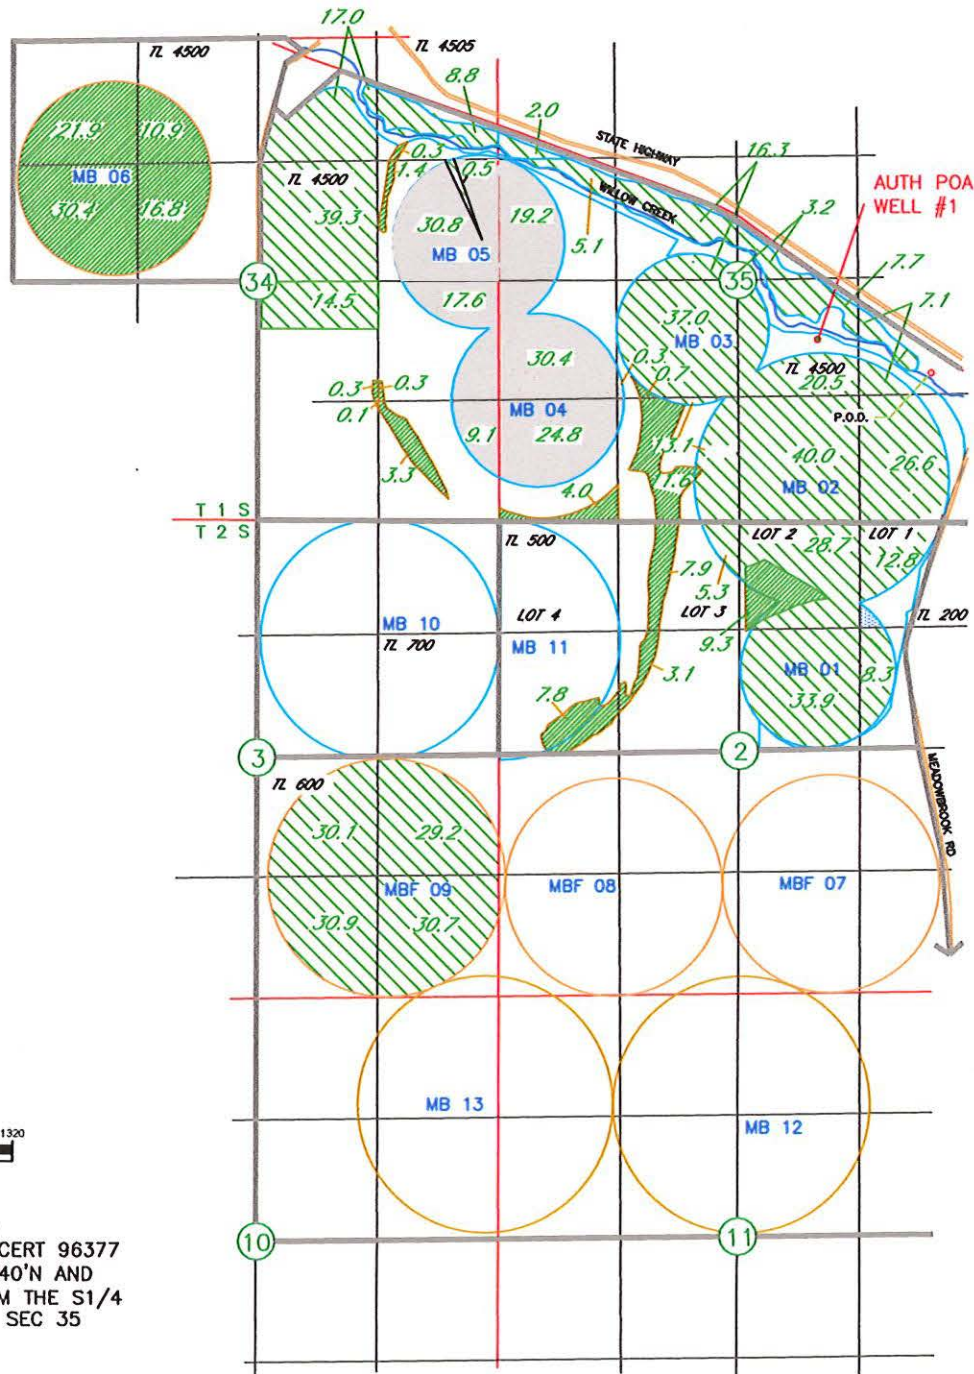 17.0
TL 4500
TL 4505
8.8
2.0
STATE HIGHWAY
16.3
21.9
10.9
MB 06
30.4
16.8
0.3
1.4
0.5
TL 4500
39.3
30.8
19.2
MB 05
WILLOW CREEK
5.1
3.2
AUTH POA
WELL #1
34
35
7.7
7.1
14.5
17.6
37.0
MB 03
30.4
0.3
0.7
TL 4500
20.5
0.3
0.3
0.1
MB 04
9.1
24.8
P.O.D.
13.1
40.0
26.6
3.3
11.6
MB 02
4.0
T 1 S
T 2 S
TL 500
LOT 2
28.7
LOT 1
12.8
7.9
5.3
MB 10
LOT 4
LOT 3
TL 200
TL 700
MB 11
9.3
3.1
MB 01
8.3
7.8
33.9
3
2
TL 600
MEADOWBROOK RD
30.1
29.2
MBF 09
MBF 08
MBF 07
30.9
30.7
MB 13
MB 12
1320
10
11
CERT 96377
40'N AND
M THE S1/4
SEC 35